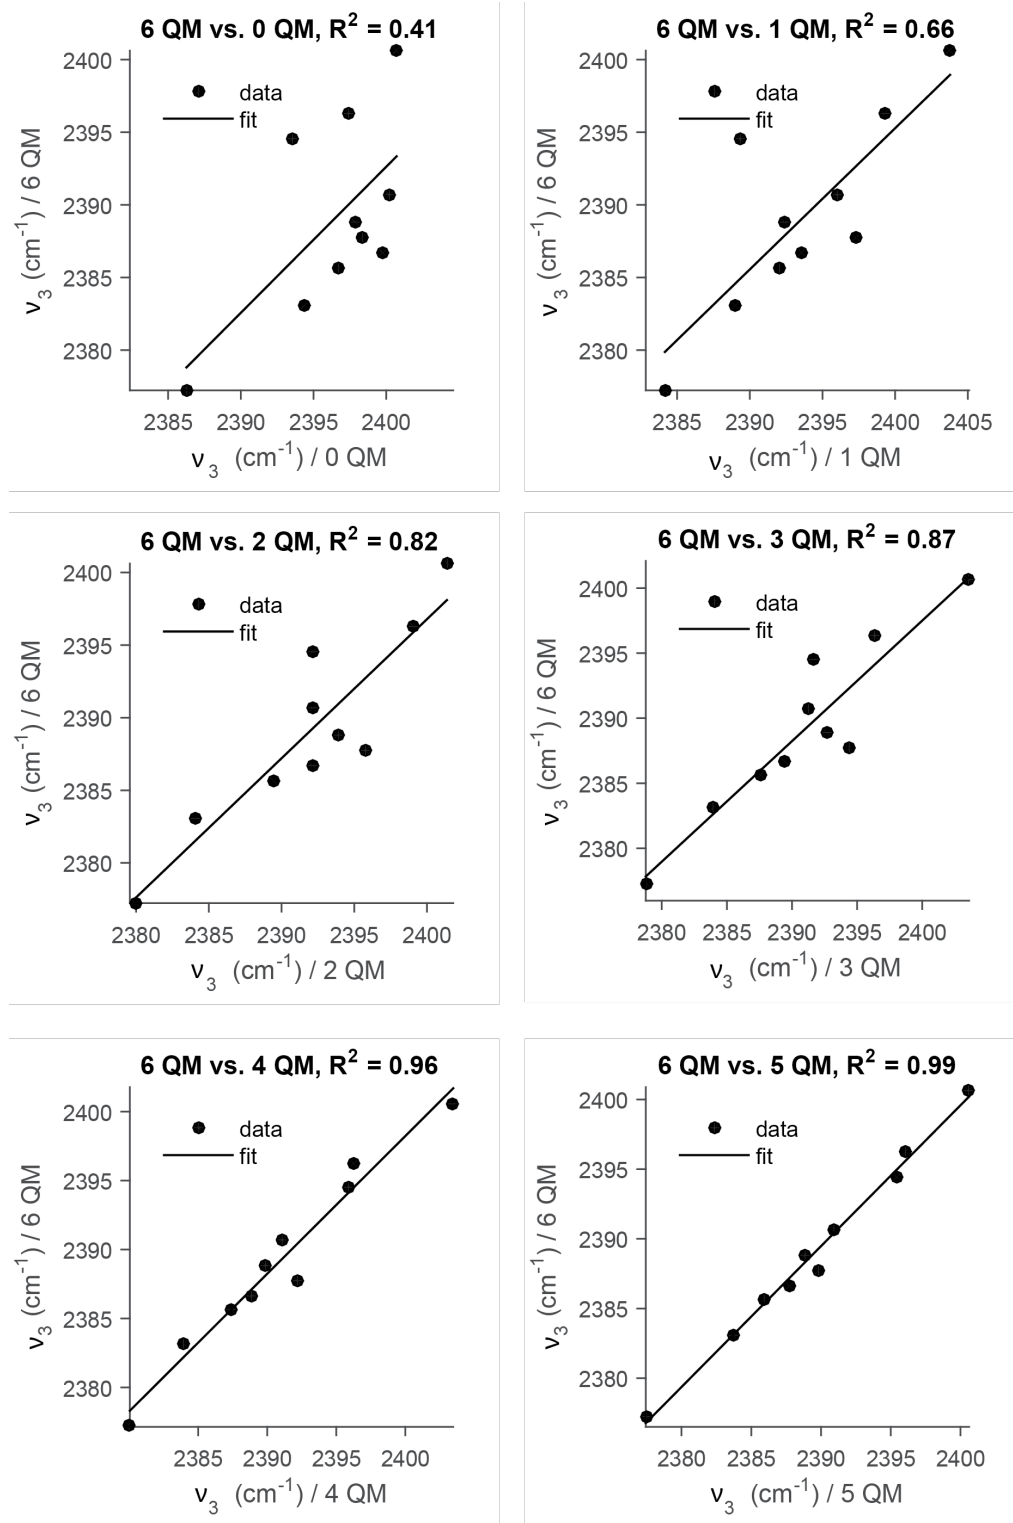 6 QM vs. 0 QM, R² = 0.41
2400
2395
2390
2385
2380
ν₃ (cm⁻¹) / 6 QM
data
fit
2385 2390 2395 2400
ν₃ (cm⁻¹) / 0 QM
6 QM vs. 1 QM, R² = 0.66
2400
2395
2390
2385
2380
ν₃ (cm⁻¹) / 6 QM
data
fit
2385 2390 2395 2400 2405
ν₃ (cm⁻¹) / 1 QM
6 QM vs. 2 QM, R² = 0.82
2400
2395
2390
2385
2380
ν₃ (cm⁻¹) / 6 QM
data
fit
2380 2385 2390 2395 2400
ν₃ (cm⁻¹) / 2 QM
6 QM vs. 3 QM, R² = 0.87
2400
2395
2390
2385
2380
ν₃ (cm⁻¹) / 6 QM
data
fit
2380 2385 2390 2395 2400
ν₃ (cm⁻¹) / 3 QM
6 QM vs. 4 QM, R² = 0.96
2400
2395
2390
2385
2380
ν₃ (cm⁻¹) / 6 QM
data
fit
2385 2390 2395 2400
ν₃ (cm⁻¹) / 4 QM
6 QM vs. 5 QM, R² = 0.99
2400
2395
2390
2385
2380
ν₃ (cm⁻¹) / 6 QM
data
fit
2380 2385 2390 2395 2400
ν₃ (cm⁻¹) / 5 QM